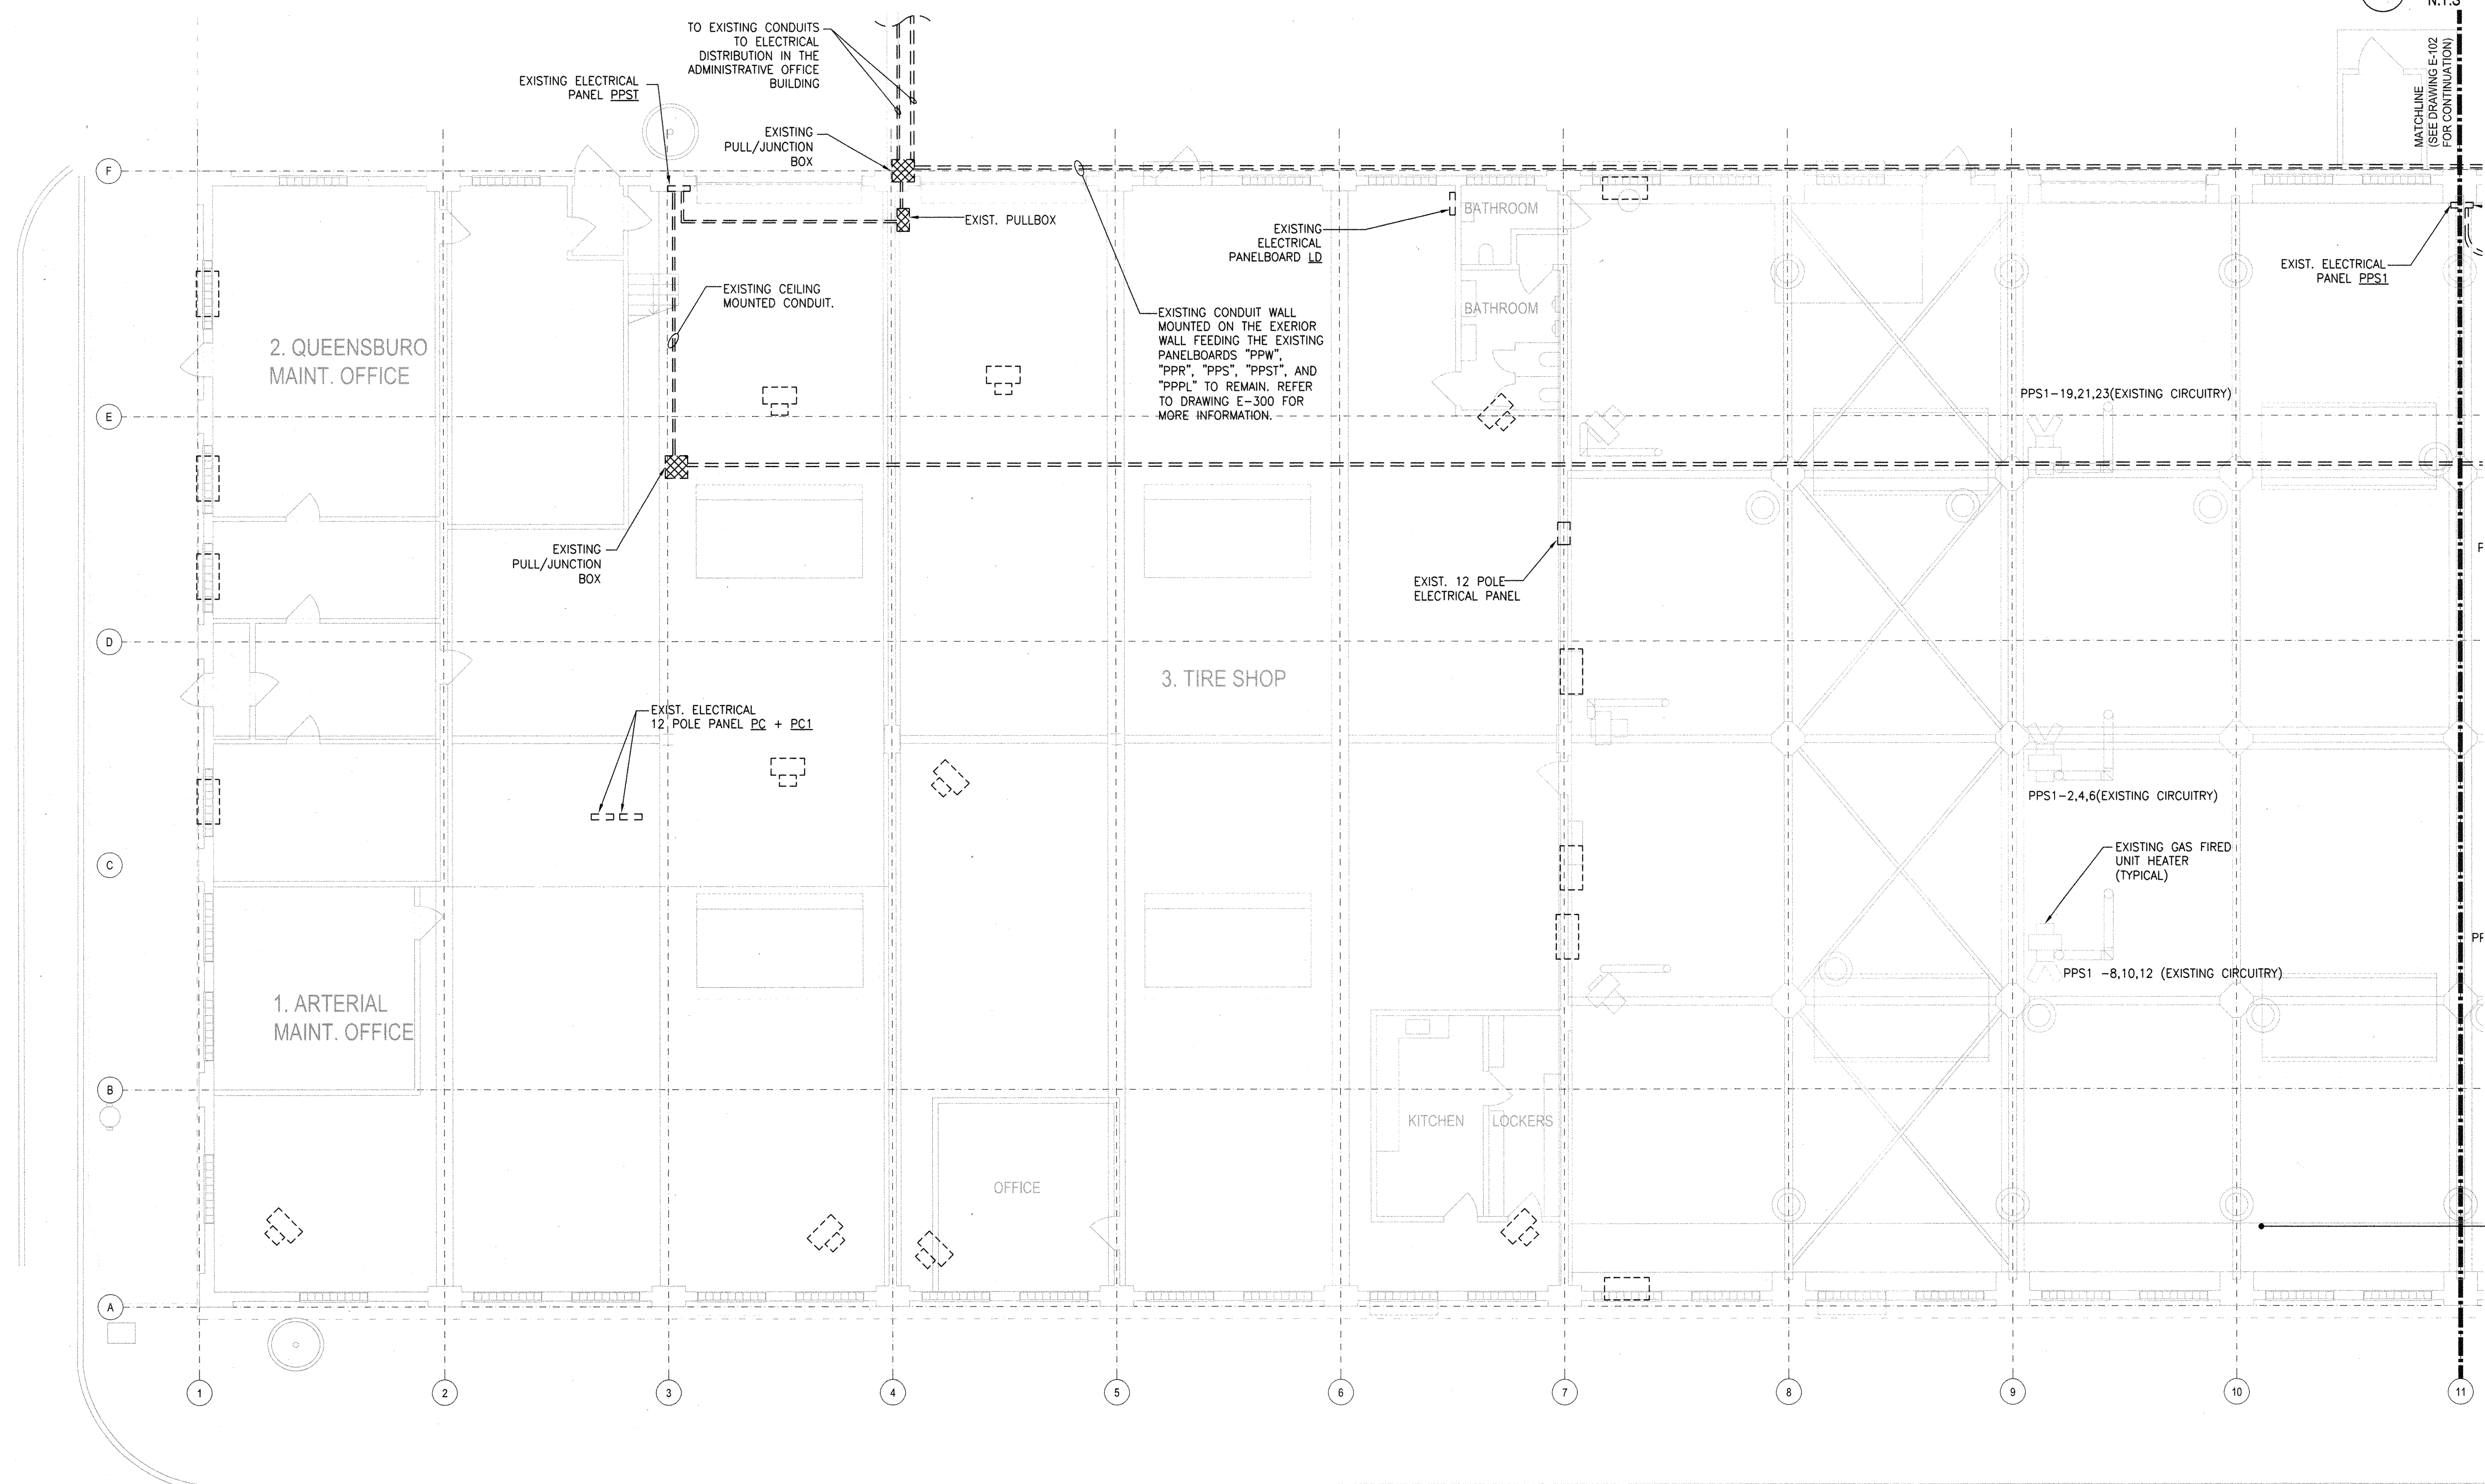 N.T.S
TO EXISTING CONDUITS
TO ELECTRICAL
DISTRIBUTION IN THE
ADMINISTRATIVE OFFICE
BUILDING
EXISTING ELECTRICAL
PANEL PPST
EXISTING
PULL/JUNCTION
BOX
MATCHLINE
(SEE DRAWING E-102
FOR CONTINUATION)
F
EXIST. PULLBOX
EXISTING
ELECTRICAL
PANELBOARD LD
BATHROOM
EXIST. ELECTRICAL
PANEL PPS1
EXISTING CEILING
MOUNTED CONDUIT.
BATHROOM
EXISTING CONDUIT WALL
MOUNTED ON THE EXERIOR
WALL FEEDING THE EXISTING
PANELBOARDS "PPW",
"PPR", "PPS", "PPST", AND
"PPPL" TO REMAIN. REFER
TO DRAWING E-300 FOR
MORE INFORMATION.
2. QUEENSBURO
MAINT. OFFICE
PPS1-19,21,23(EXISTING CIRCUITRY)
E
EXISTING
PULL/JUNCTION
BOX
P
EXIST. 12 POLE
ELECTRICAL PANEL
D
3. TIRE SHOP
EXIST. ELECTRICAL
12 POLE PANEL PC + PC1
PPS1-2,4,6(EXISTING CIRCUITRY)
C
EXISTING GAS FIRED
UNIT HEATER
(TYPICAL)
PP
PPS1 -8,10,12 (EXISTING CIRCUITRY)
1. ARTERIAL
MAINT. OFFICE
B
KITCHEN
LOCKERS
OFFICE
A
1
2
3
4
5
6
7
8
9
10
11